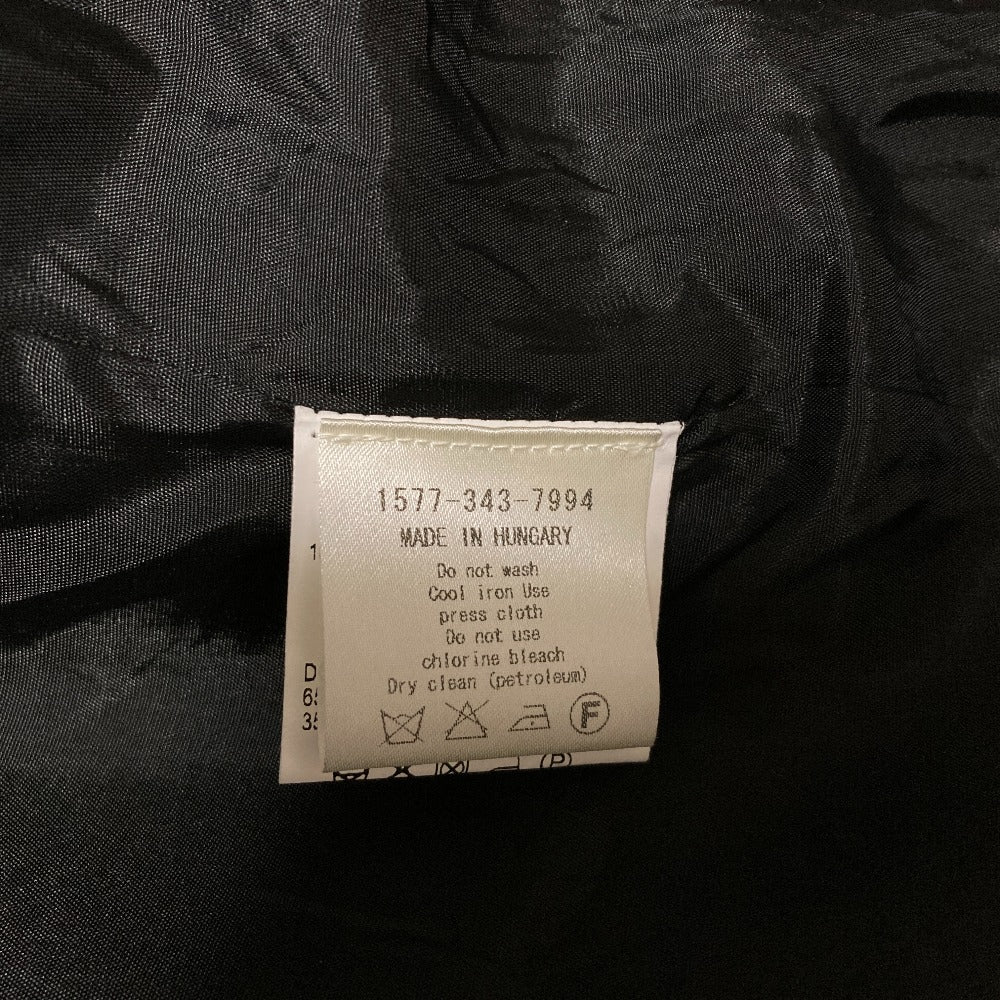 1577-343-7994
MADE IN HUNGARY
Do not wash
Cool iron Use
press cloth
Do not use
chlorine bleach
Dry clean (petroleum)
F
1
D
P